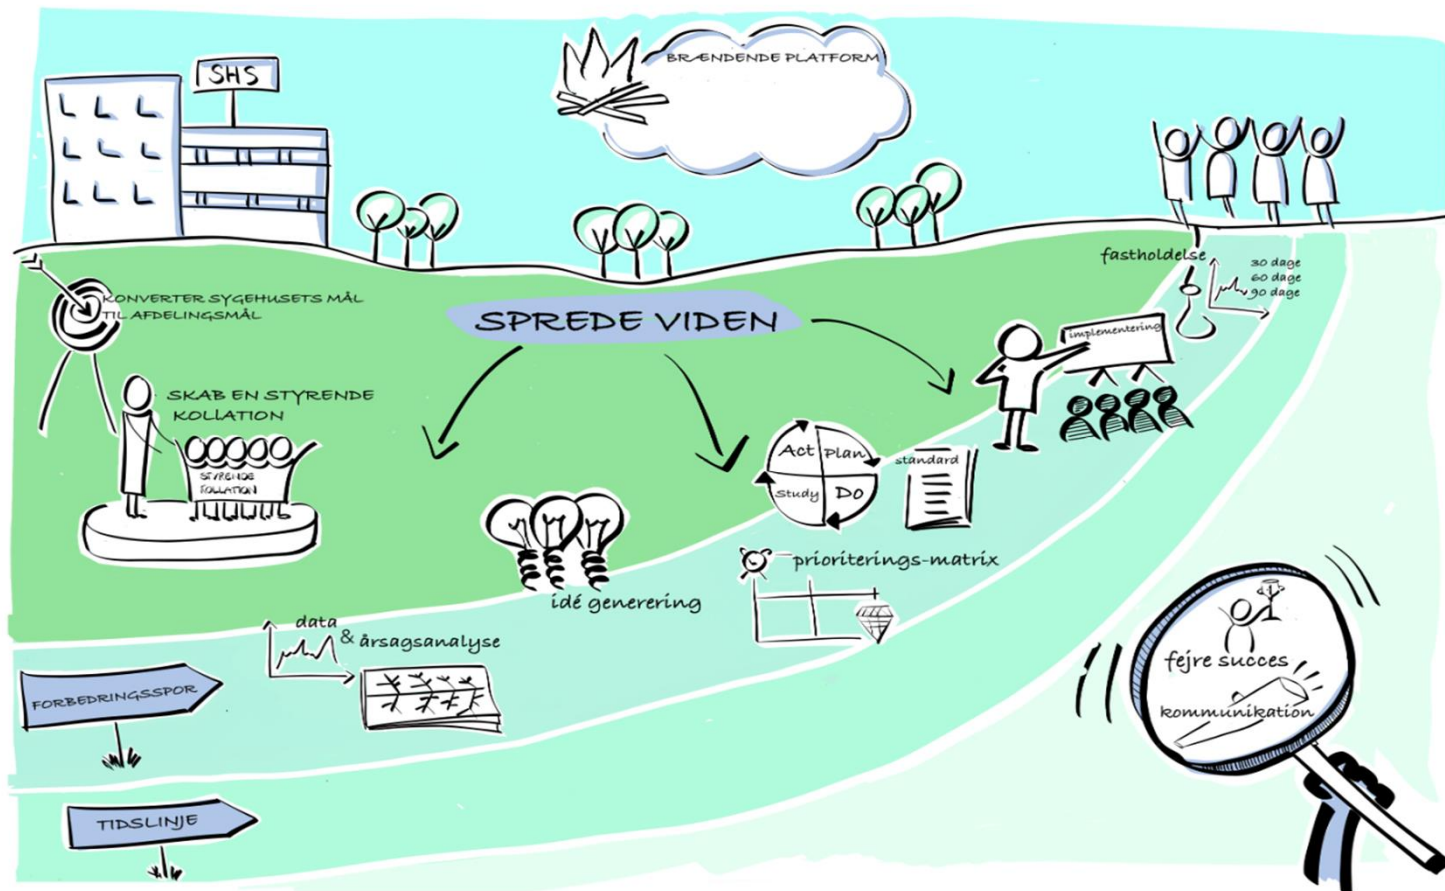 SHS
BRÆNDENDE PLATFORM
KONVERTER SYGEHUSETS MÅL
TIL AFDELINGSMÅL
SPREDE VIDEN
fastholdelse
30 dage
60 dage
90 dage
implementering
SKAB EN STYRENDE
KOLLATION
STYRENDE
KOLLATION
Act Plan
Study Do
standard
prioriterings-matrix
idé generering
data
& årsagsanalyse
FORBEDRINGSSPOR
TIDSLINJE
fejre succes
kommunikation